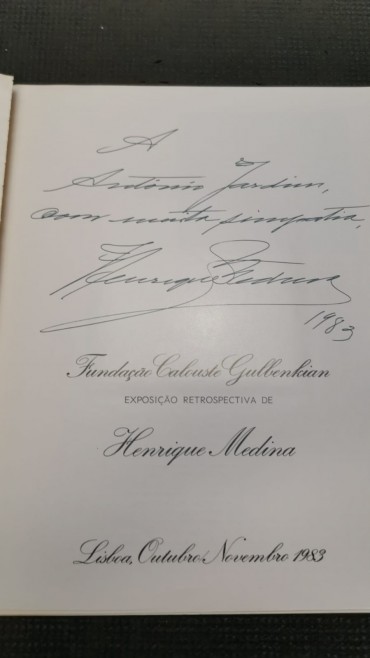 A
António Jardim,
com muita simpatia,
Henrique Medina
1983
Fundação Calouste Gulbenkian
EXPOSIÇÃO RETROSPECTIVA DE
Henrique Medina
Lisboa, Outubro/Novembro 1983